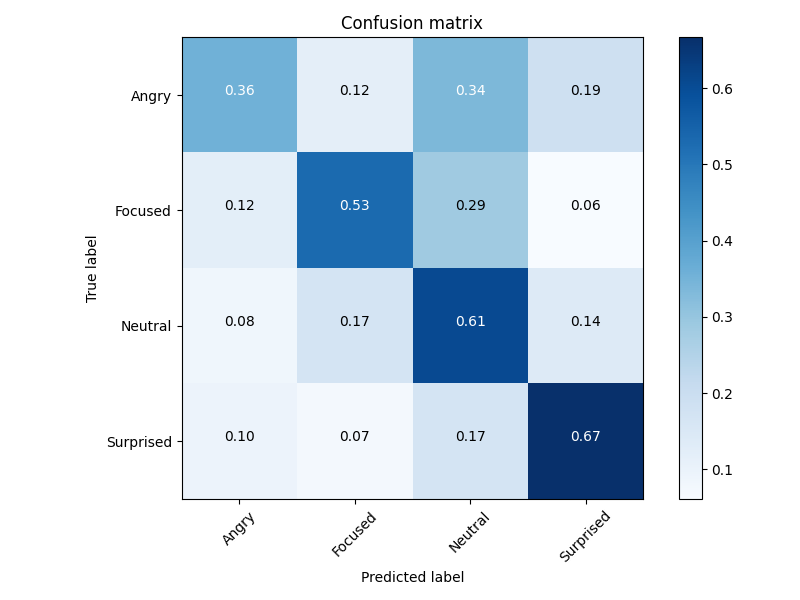 Confusion matrix
Angry 0.36 0.12 0.34 0.19
Focused 0.12 0.53 0.29 0.06
Neutral 0.08 0.17 0.61 0.14
Surprised 0.10 0.07 0.17 0.67
True label
Angry Focused Neutral Surprised
Predicted label
0.6
0.5
0.4
0.3
0.2
0.1